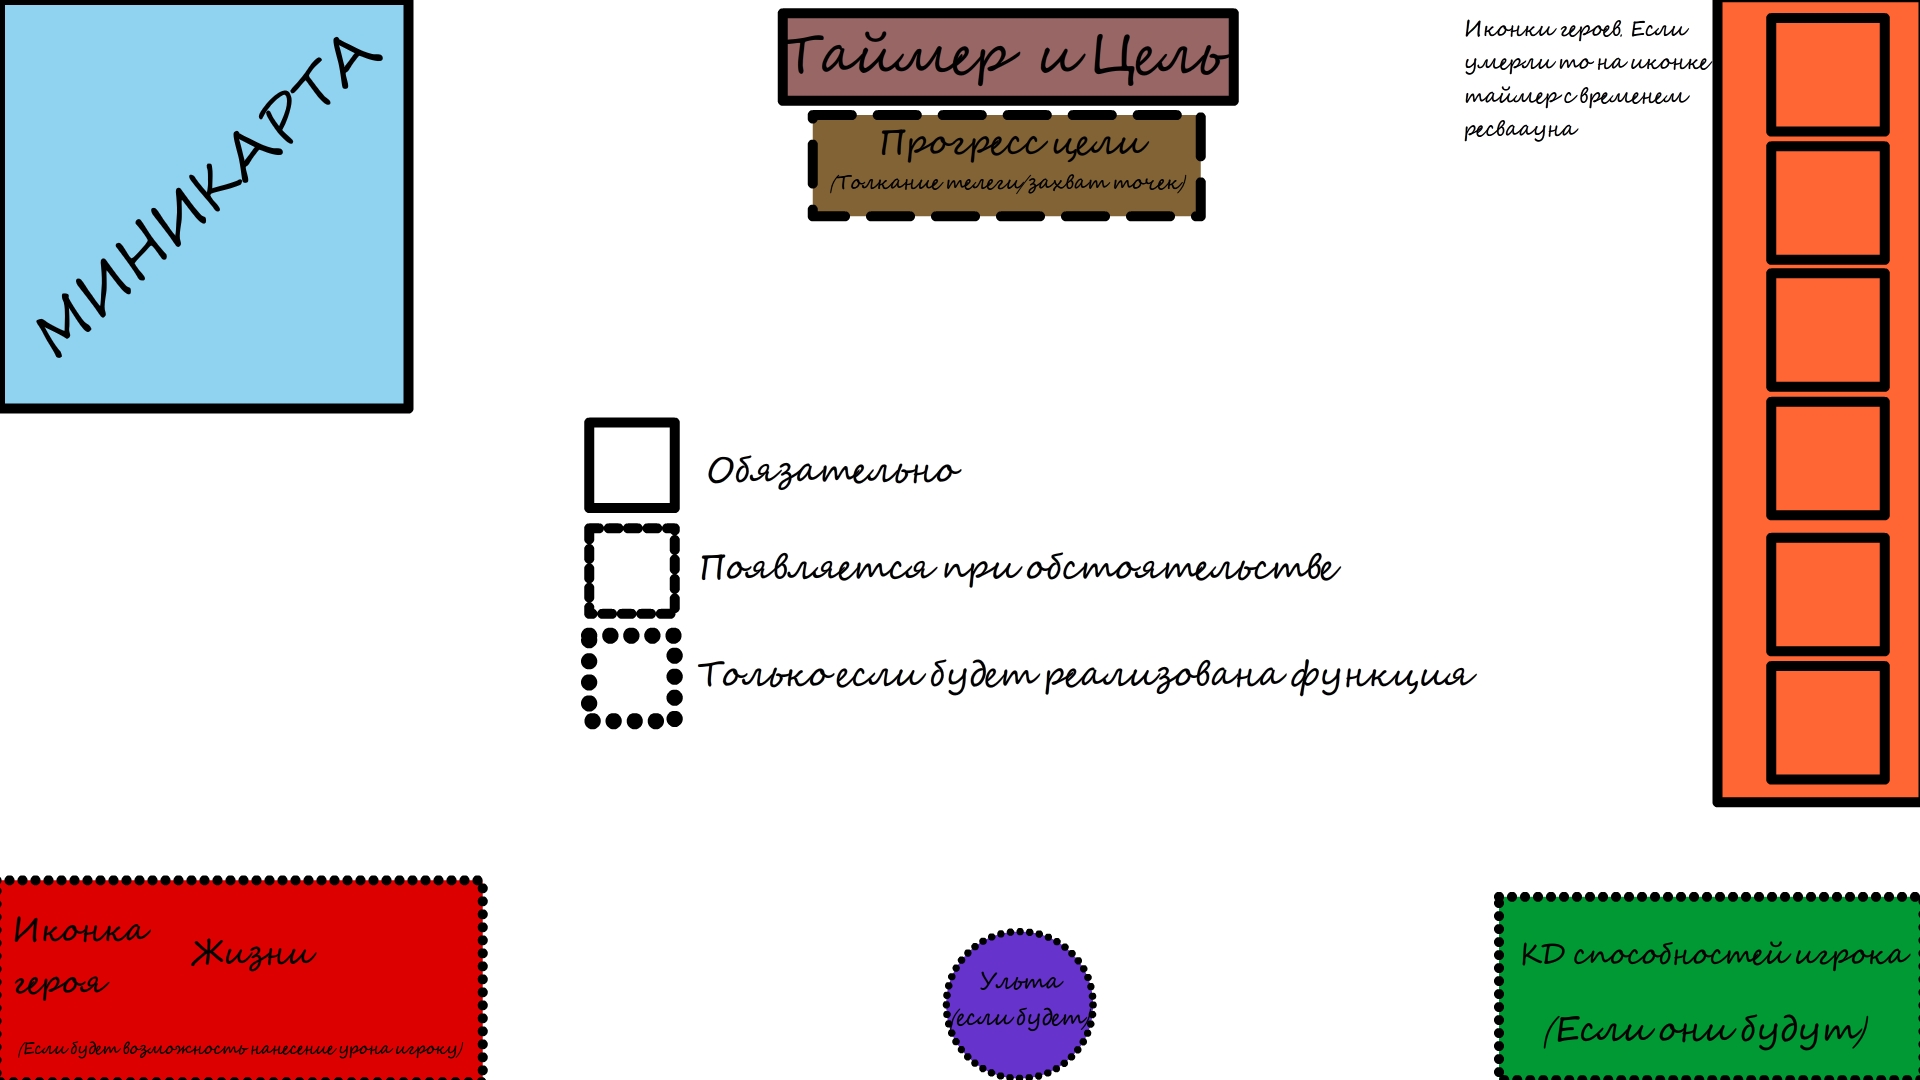 МИНИКАРТА
Таймер и Цель
Прогресс цели
(Толкание телеги/захват точек)
Иконки героев. Если
умерли то на иконке
таймер с временем
ресваауна
Обязательно
Появляется при обстоятельстве
Только если будет реализована функция
Иконка
героя
Жизни
(Если будет возможность нанесение урона игроку)
Ульта
(если будет)
KD способностей игрока
(Если они будут)